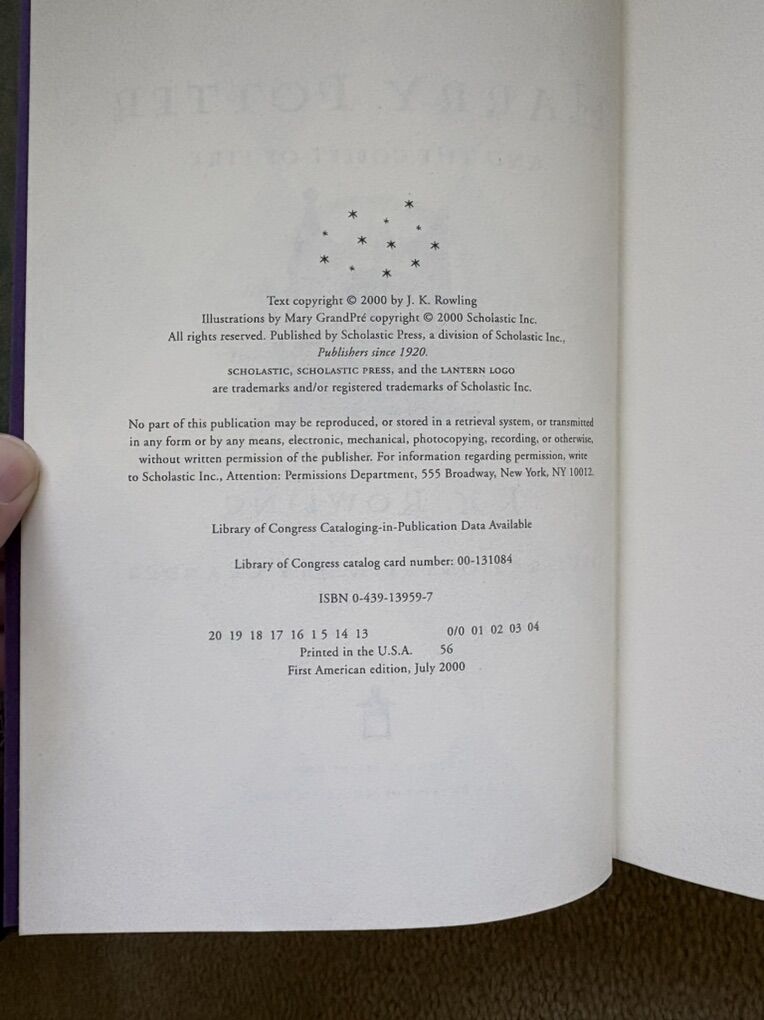 Text copyright © 2000 by J. K. Rowling
Illustrations by Mary GrandPré copyright © 2000 Scholastic Inc.
All rights reserved. Published by Scholastic Press, a division of Scholastic Inc.,
Publishers since 1920.
SCHOLASTIC, SCHOLASTIC PRESS, and the LANTERN LOGO
are trademarks and/or registered trademarks of Scholastic Inc.
No part of this publication may be reproduced, or stored in a retrieval system, or transmitted
in any form or by any means, electronic, mechanical, photocopying, recording, or otherwise,
without written permission of the publisher. For information regarding permission, write
to Scholastic Inc., Attention: Permissions Department, 555 Broadway, New York, NY 10012.
Library of Congress Cataloging-in-Publication Data Available
Library of Congress catalog card number: 00-131084
ISBN 0-439-13959-7
20 19 18 17 16 1 5 14 13 0/0 01 02 03 04
Printed in the U.S.A. 56
First American edition, July 2000